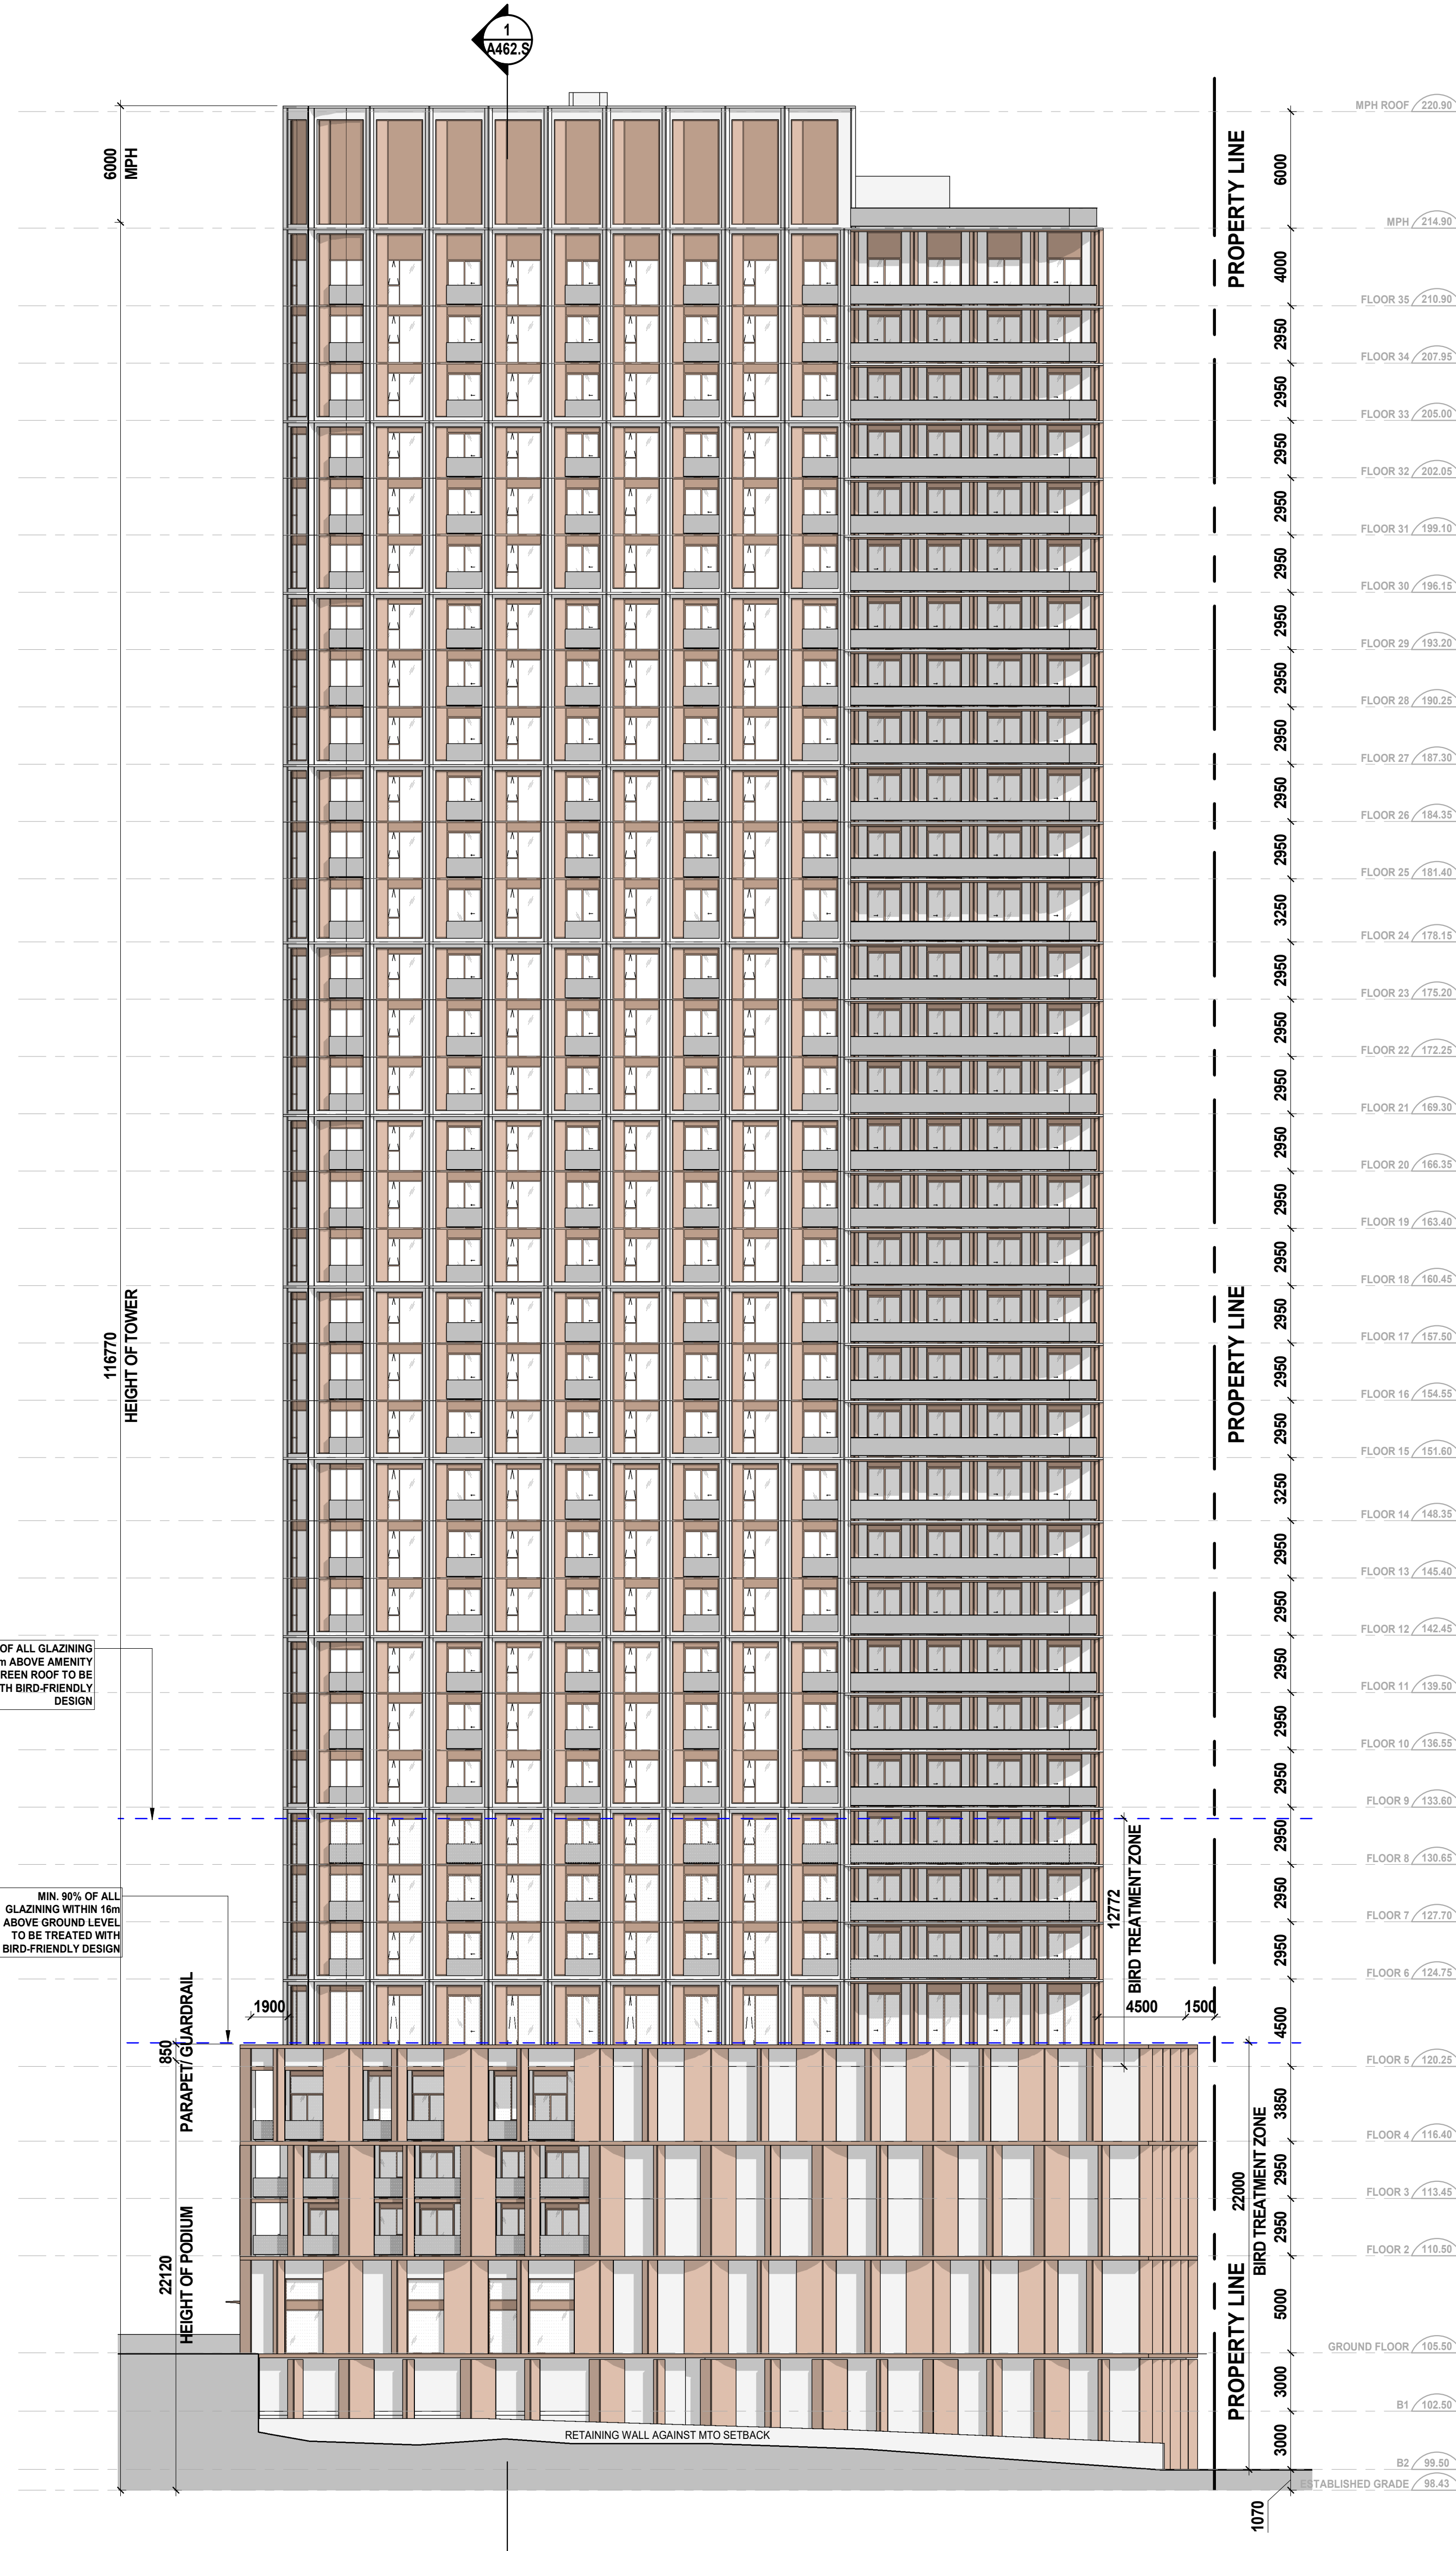 1
A462.S
MPH ROOF 220.90
6000
MPH
PROPERTY LINE
6000
MPH 214.90
4000
FLOOR 35 210.90
2950
FLOOR 34 207.95
2950
FLOOR 33 205.00
2950
FLOOR 32 202.05
2950
FLOOR 31 199.10
2950
FLOOR 30 196.15
2950
FLOOR 29 193.20
2950
FLOOR 28 190.25
2950
FLOOR 27 187.30
2950
FLOOR 26 184.35
2950
FLOOR 25 181.40
3250
FLOOR 24 178.15
2950
FLOOR 23 175.20
2950
FLOOR 22 172.25
2950
FLOOR 21 169.30
2950
FLOOR 20 166.35
2950
FLOOR 19 163.40
2950
FLOOR 18 160.45
116770
HEIGHT OF TOWER
PROPERTY LINE
2950
FLOOR 17 157.50
2950
FLOOR 16 154.55
2950
FLOOR 15 151.60
3250
FLOOR 14 148.35
2950
FLOOR 13 145.40
2950
FLOOR 12 142.45
OF ALL GLAZINING
m ABOVE AMENITY
REEN ROOF TO BE
TH BIRD-FRIENDLY
DESIGN
2950
FLOOR 11 139.50
2950
FLOOR 10 136.55
2950
FLOOR 9 133.60
2950
FLOOR 8 130.65
12772
BIRD TREATMENT ZONE
2950
FLOOR 7 127.70
MIN. 90% OF ALL
GLAZINING WITHIN 16m
ABOVE GROUND LEVEL
TO BE TREATED WITH
BIRD-FRIENDLY DESIGN
2950
FLOOR 6 124.75
1900
4500
1500
4500
850
PARAPET/ GUARDRAIL
FLOOR 5 120.25
3850
FLOOR 4 116.40
22000
BIRD TREATMENT ZONE
2950
FLOOR 3 113.45
2950
FLOOR 2 110.50
22120
HEIGHT OF PODIUM
PROPERTY LINE
5000
GROUND FLOOR 105.50
3000
B1 102.50
RETAINING WALL AGAINST MTO SETBACK
3000
B2 99.50
ESTABLISHED GRADE 98.43
1070